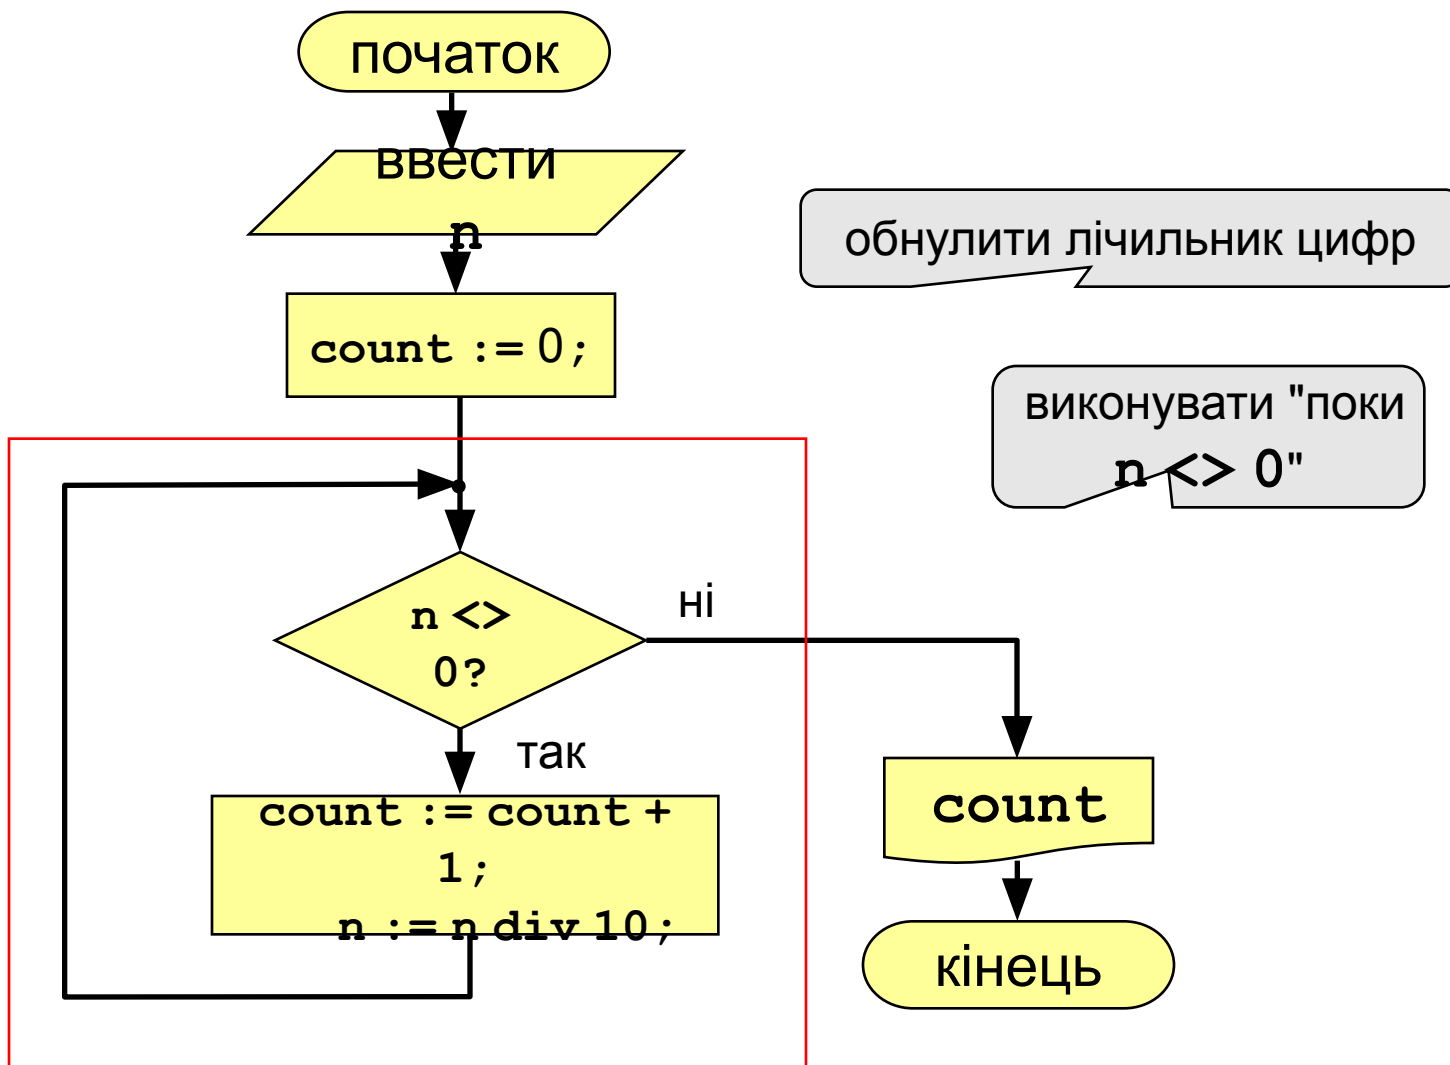 початок
ввести
n
обнулити лічильник цифр
count := 0;
виконувати "поки
n <> 0"
n <>
0?
ні
так
count := count +
1;
n := n div 10;
count
кінець